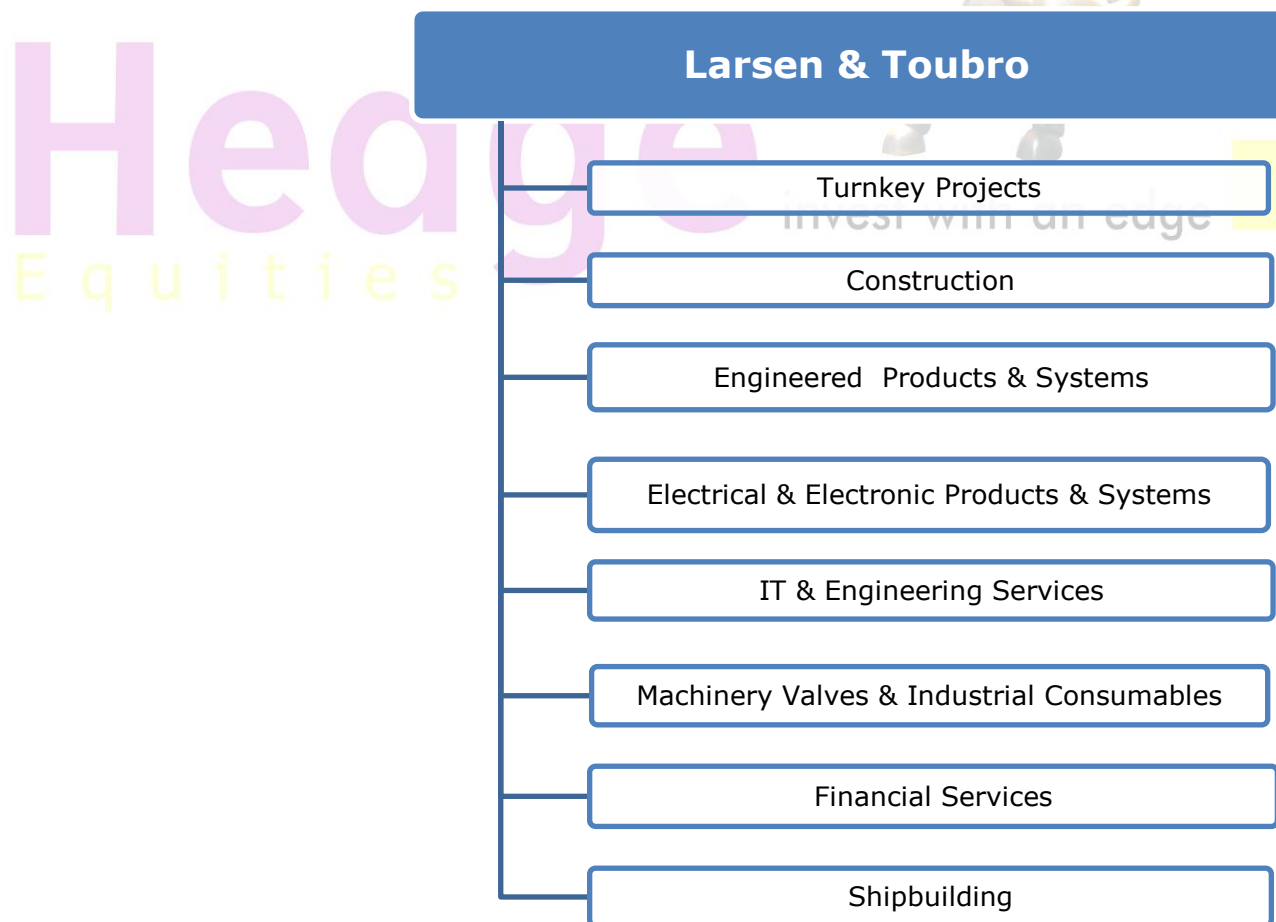 Larsen & Toubro
Hedge
Equities
invest with an edge
Turnkey Projects
Construction
Engineered Products & Systems
Electrical & Electronic Products & Systems
IT & Engineering Services
Machinery Valves & Industrial Consumables
Financial Services
Shipbuilding